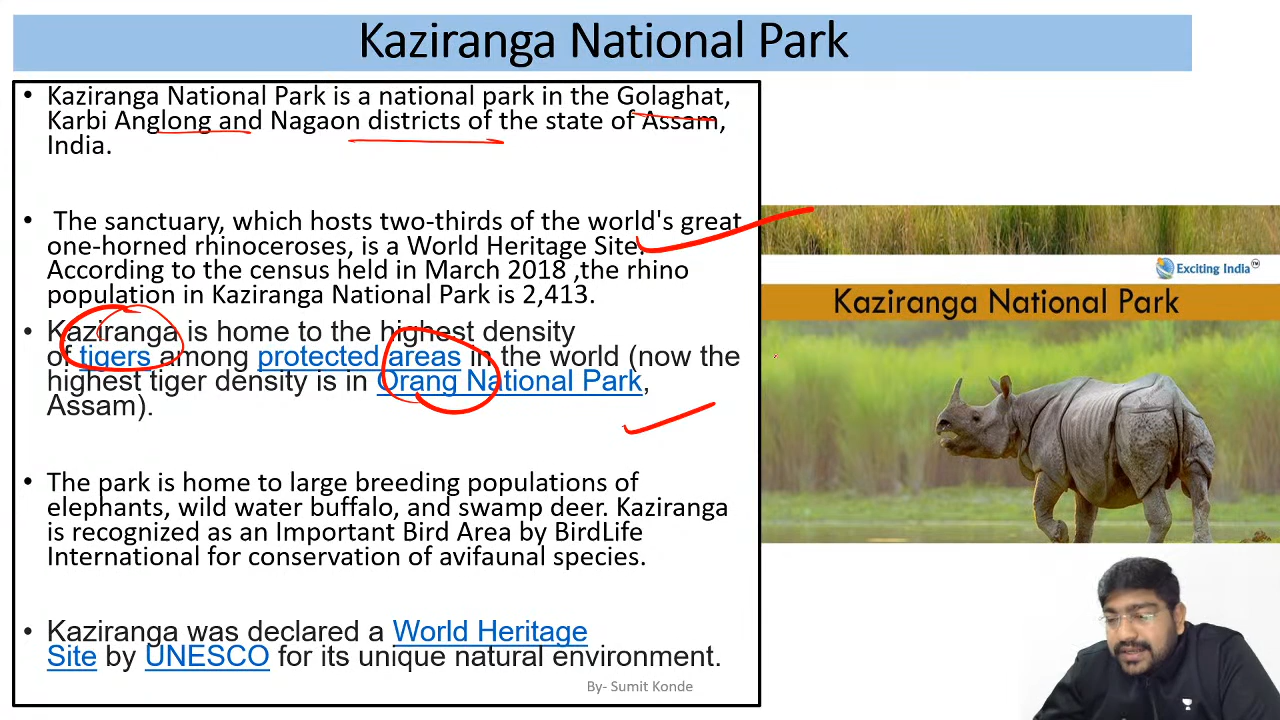 Kaziranga National Park
• Kaziranga National Park is a national park in the Golaghat,
Karbi Anglong and Nagaon districts of the state of Assam,
India.
• The sanctuary, which hosts two-thirds of the world's great
one-horned rhinoceroses, is a World Heritage Site.
According to the census held in March 2018 ,the rhino
population in Kaziranga National Park is 2,413.
• Kaziranga is home to the highest density
of tigers among protected areas in the world (now the
highest tiger density is in Orang National Park,
Assam).
• The park is home to large breeding populations of
elephants, wild water buffalo, and swamp deer. Kaziranga
is recognized as an Important Bird Area by BirdLife
International for conservation of avifaunal species.
• Kaziranga was declared a World Heritage
Site by UNESCO for its unique natural environment.
By- Sumit Konde
Exciting India™
Kaziranga National Park